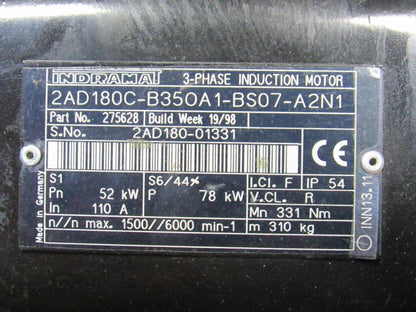 INDRAMAT 3-PHASE INDUCTION MOTOR
2AD180C-B350A1-BS07-A2N1
Part No. 275628 Build Week 19/98
S.No. 2AD180-01331
CE
S1 S6/44% I.Cl. F IP 54
Pn 52 kW P 78 kW V.CL. R
In 110 A Mn 331 Nm
n//n max. 1500//6000 min-1 m 310 kg
Made in Germany
INN13.11